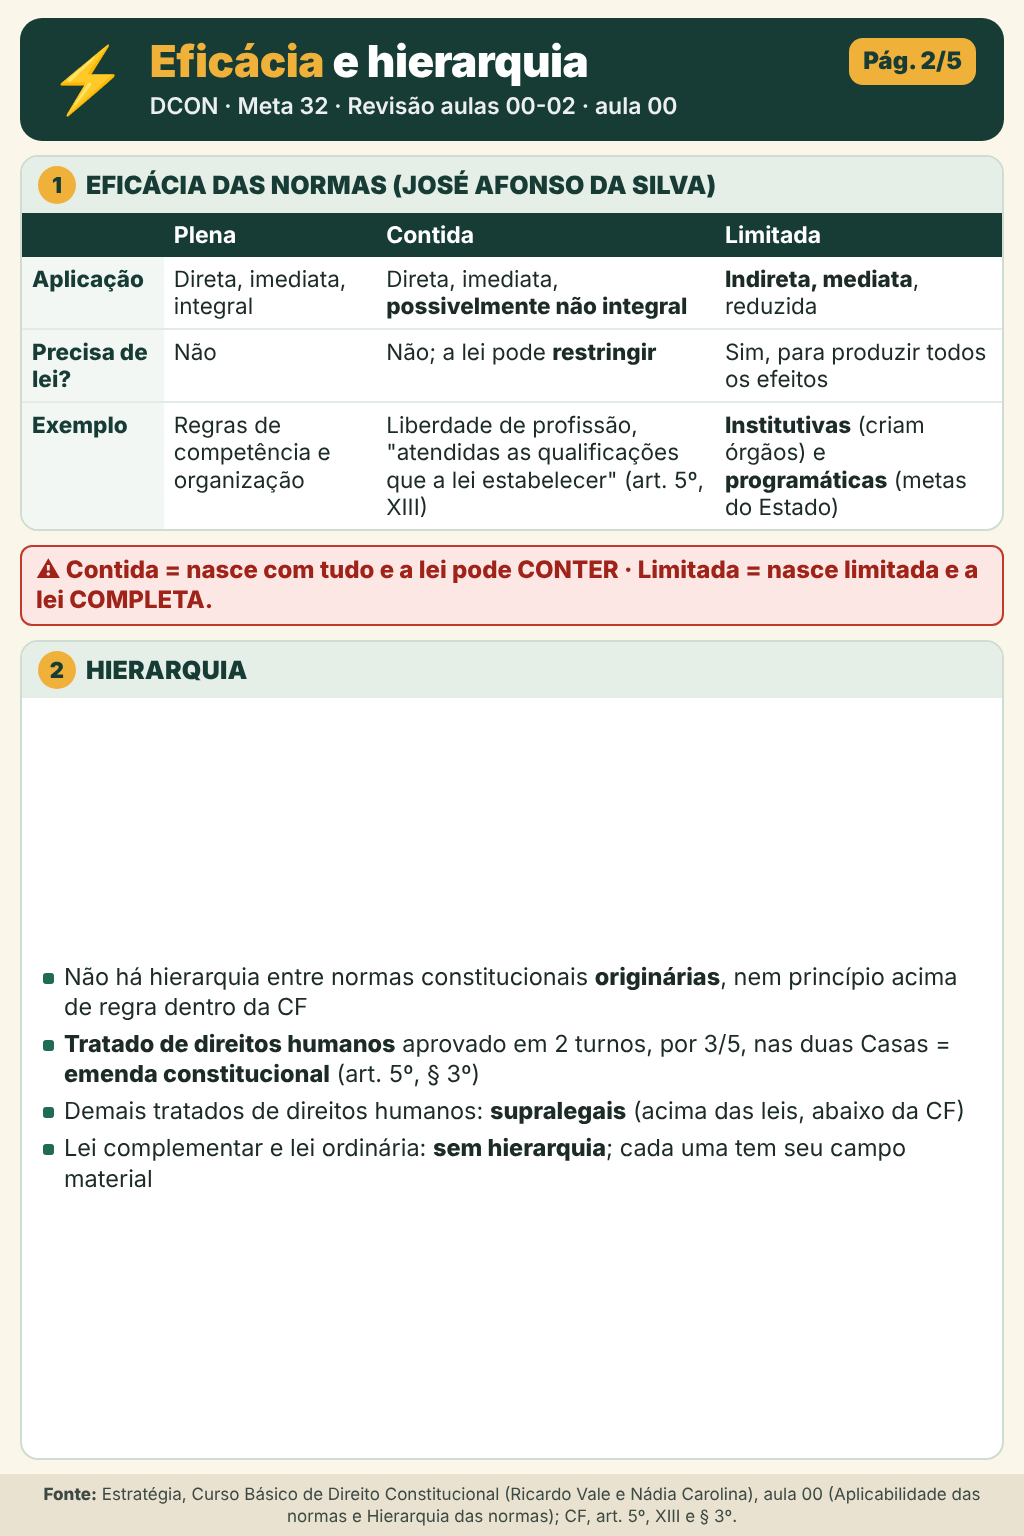 Eficácia e hierarquia
DCON · Meta 32 · Revisão aulas 00-02 · aula 00
Pág. 2/5
1 EFICÁCIA DAS NORMAS (JOSÉ AFONSO DA SILVA)
Plena Contida Limitada
Aplicação
Direta, imediata,
integral
Direta, imediata,
possivelmente não integral
Indireta, mediata,
reduzida
Precisa de
lei?
Não
Não; a lei pode restringir
Sim, para produzir todos
os efeitos
Exemplo
Regras de
competência e
organização
Liberdade de profissão,
"atendidas as qualificações
que a lei estabelecer" (art. 5º,
XIII)
Institutivas (criam
órgãos) e
programáticas (metas
do Estado)
⚠ Contida = nasce com tudo e a lei pode CONTER · Limitada = nasce limitada e a
lei COMPLETA.
2 HIERARQUIA
Não há hierarquia entre normas constitucionais originárias, nem princípio acima
de regra dentro da CF
Tratado de direitos humanos aprovado em 2 turnos, por 3/5, nas duas Casas =
emenda constitucional (art. 5º, § 3º)
Demais tratados de direitos humanos: supralegais (acima das leis, abaixo da CF)
Lei complementar e lei ordinária: sem hierarquia; cada uma tem seu campo
material
Fonte: Estratégia, Curso Básico de Direito Constitucional (Ricardo Vale e Nádia Carolina), aula 00 (Aplicabilidade das
normas e Hierarquia das normas); CF, art. 5º, XIII e § 3º.